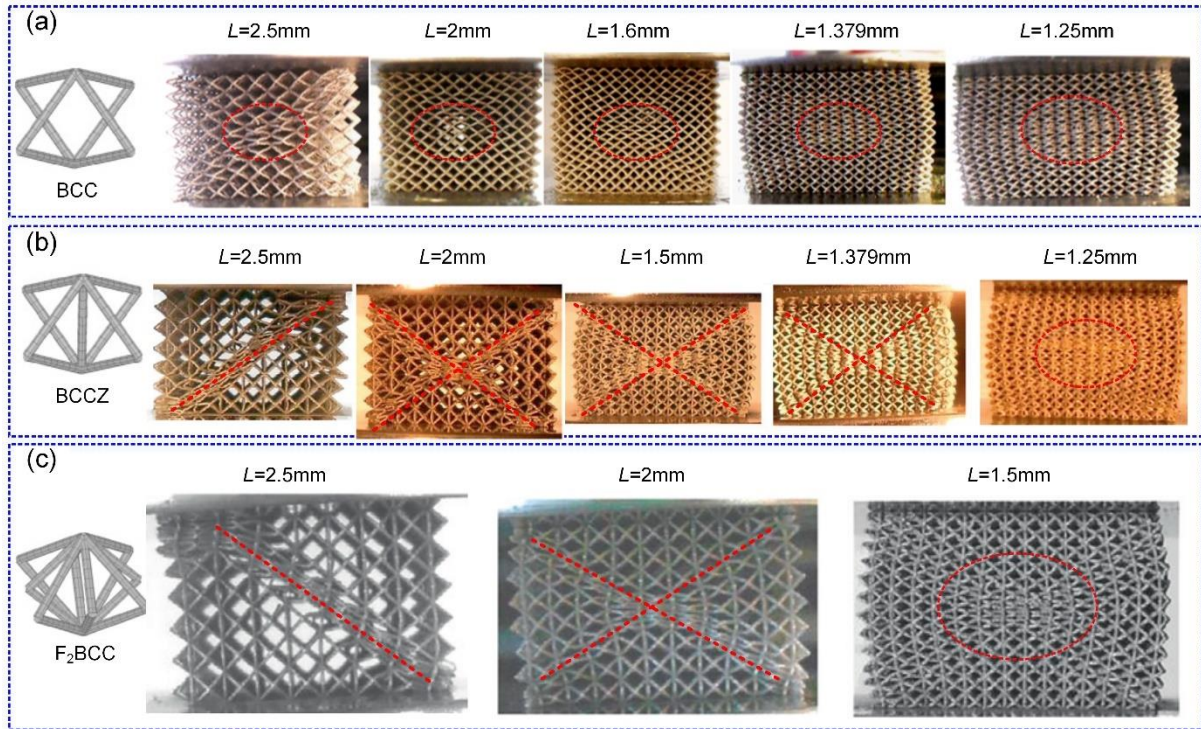 (a)
L=2.5mm L=2mm L=1.6mm L=1.379mm L=1.25mm
BCC
(b)
L=2.5mm L=2mm L=1.5mm L=1.379mm L=1.25mm
BCCZ
(c)
L=2.5mm L=2mm L=1.5mm
F₂BCC